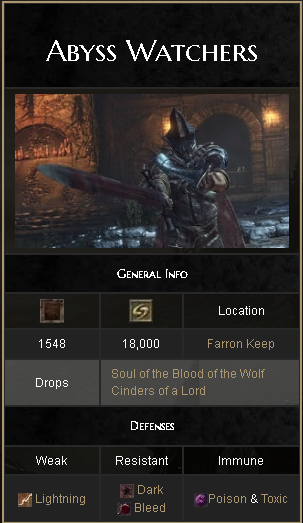 Abyss Watchers
General Info
Location
1548 18,000 Farron Keep
Drops
Soul of the Blood of the Wolf
Cinders of a Lord
Defenses
Weak Resistant Immune
Lightning
Dark
Bleed
Poison & Toxic